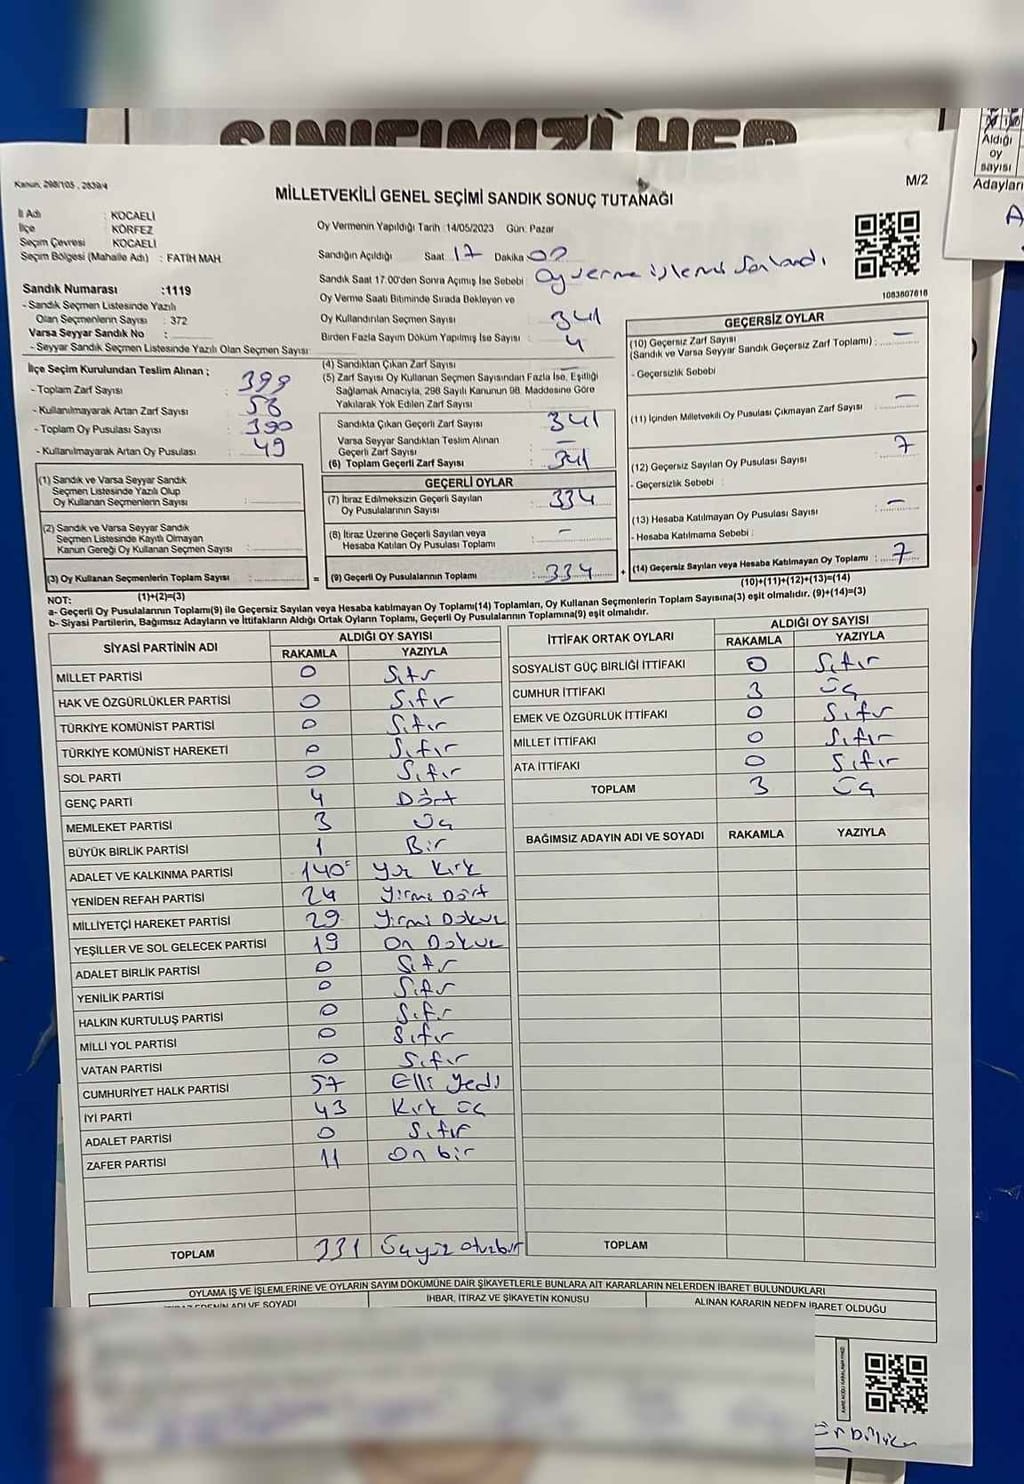 SINIFIMIZI HER
Aldığı
oy
sayısı
Adayları
A
Kanun, 298/105 , 2839/4
M/2
MİLLETVEKİLİ GENEL SEÇİMİ SANDIK SONUÇ TUTANAĞI
İl Adı : KOCAELİ
İlçe : KÖRFEZ
Seçim Çevresi : KOCAELİ
Seçim Bölgesi (Mahalle Adı) : FATİH MAH
Oy Vermenin Yapıldığı Tarih :14/05/2023 Gün: Pazar
Sandığın Açıldığı Saat 17 Dakika:00
Sandık Saat 17.00'den Sonra Açmış İse Sebebi : Oy verme işlemi Sonlandı.
Oy Verme Saati Bitiminde Sırada Bekleyen ve
Oy Kullandırılan Seçmen Sayısı : 341
Birden Fazla Sayım Döküm Yapılmış İse Sayısı : 4
1083807618
Sandık Numarası :1119
- Sandık Seçmen Listesinde Yazılı
Olan Seçmenlerin Sayısı : 372
Varsa Seyyar Sandık No :
- Seyyar Sandık Seçmen Listesinde Yazılı Olan Seçmen Sayısı :
İlçe Seçim Kurulundan Teslim Alınan ;
- Toplam Zarf Sayısı : 399
- Kullanılmayarak Artan Zarf Sayısı : 58
- Toplam Oy Pusulası Sayısı : 390
- Kullanılmayarak Artan Oy Pusulası : 49
(4) Sandıktan Çıkan Zarf Sayısı :
(5) Zarf Sayısı Oy Kullanan Seçmen Sayısından Fazla İse, Eşitliği
Sağlamak Amacıyla, 298 Sayılı Kanunun 98. Maddesine Göre
Yakılarak Yok Edilen Zarf Sayısı :
Sandıkta Çıkan Geçerli Zarf Sayısı : 341
Varsa Seyyar Sandıktan Teslim Alınan
Geçerli Zarf Sayısı : —
(6) Toplam Geçerli Zarf Sayısı : 341
GEÇERSİZ OYLAR
(10) Geçersiz Zarf Sayısı
(Sandık ve Varsa Seyyar Sandık Geçersiz Zarf Toplamı) : —
- Geçersizlik Sebebi
(11) İçinden Milletvekili Oy Pusulası Çıkmayan Zarf Sayısı : —
(12) Geçersiz Sayılan Oy Pusulası Sayısı : 7
- Geçersizlik Sebebi :
(13) Hesaba Katılmayan Oy Pusulası Sayısı : —
- Hesaba Katılmama Sebebi :
(14) Geçersiz Sayılan veya Hesaba Katılmayan Oy Toplamı : 7
(10)+(11)+(12)+(13)=(14)
(1) Sandık ve Varsa Seyyar Sandık
Seçmen Listesinde Yazılı Olup
Oy Kullanan Seçmenlerin Sayısı :
(2) Sandık ve Varsa Seyyar Sandık
Seçmen Listesinde Kayıtlı Olmayan
Kanun Gereği Oy Kullanan Seçmen Sayısı :
(3) Oy Kullanan Seçmenlerin Toplam Sayısı :
(1)+(2)=(3)
GEÇERLİ OYLAR
(7) İtiraz Edilmeksizin Geçerli Sayılan
Oy Pusulalarının Sayısı : 334
(8) İtiraz Üzerine Geçerli Sayılan veya
Hesaba Katılan Oy Pusulası Toplamı : —
= (9) Geçerli Oy Pusulalarının Toplamı : 334 +
NOT:
a- Geçerli Oy Pusulalarının Toplamı(9) ile Geçersiz Sayılan veya Hesaba katılmayan Oy Toplamı(14) Toplamları, Oy Kullanan Seçmenlerin Toplam Sayısına(3) eşit olmalıdır. (9)+(14)=(3)
b- Siyasi Partilerin, Bağımsız Adayların ve İttifakların Aldığı Ortak Oyların Toplamı, Geçerli Oy Pusulalarının Toplamına(9) eşit olmalıdır.
SİYASİ PARTİNİN ADI ALDIĞI OY SAYISI
RAKAMLA YAZIYLA
MİLLET PARTİSİ 0 Sıfır
HAK VE ÖZGÜRLÜKLER PARTİSİ 0 Sıfır
TÜRKİYE KOMÜNİST PARTİSİ 0 Sıfır
TÜRKİYE KOMÜNİST HAREKETİ 0 Sıfır
SOL PARTİ 0 Sıfır
GENÇ PARTİ 4 Dört
MEMLEKET PARTİSİ 3 Üç
BÜYÜK BİRLİK PARTİSİ 1 Bir
ADALET VE KALKINMA PARTİSİ 140 Yüz Kırk
YENİDEN REFAH PARTİSİ 24 Yirmi Dört
MİLLİYETÇİ HAREKET PARTİSİ 29 Yirmi Dokuz
YEŞİLLER VE SOL GELECEK PARTİSİ 19 On Dokuz
ADALET BİRLİK PARTİSİ 0 Sıfır
YENİLİK PARTİSİ 0 Sıfır
HALKIN KURTULUŞ PARTİSİ 0 Sıfır
MİLLİ YOL PARTİSİ 0 Sıfır
VATAN PARTİSİ 0 Sıfır
CUMHURİYET HALK PARTİSİ 57 Elli Yedi
İYİ PARTİ 43 Kırk üç
ADALET PARTİSİ 0 Sıfır
ZAFER PARTİSİ 11 On bir
TOPLAM 331 Üçyüz otuzbir
İTTİFAK ORTAK OYLARI ALDIĞI OY SAYISI
RAKAMLA YAZIYLA
SOSYALİST GÜÇ BİRLİĞİ İTTİFAKI 0 Sıfır
CUMHUR İTTİFAKI 3 Üç
EMEK VE ÖZGÜRLÜK İTTİFAKI 0 Sıfır
MİLLET İTTİFAKI 0 Sıfır
ATA İTTİFAKI 0 Sıfır
TOPLAM 3 Üç
BAĞIMSIZ ADAYIN ADI VE SOYADI RAKAMLA YAZIYLA
TOPLAM
OYLAMA İŞ VE İŞLEMLERİNE VE OYLARIN SAYIM DÖKÜMÜNE DAİR ŞİKAYETLERLE BUNLARA AİT KARARLARIN NELERDEN İBARET BULUNDUKLARI
İTİRAZ EDENİN ADI VE SOYADI İHBAR, İTİRAZ VE ŞİKAYETİN KONUSU ALINAN KARARIN NEDEN İBARET OLDUĞU